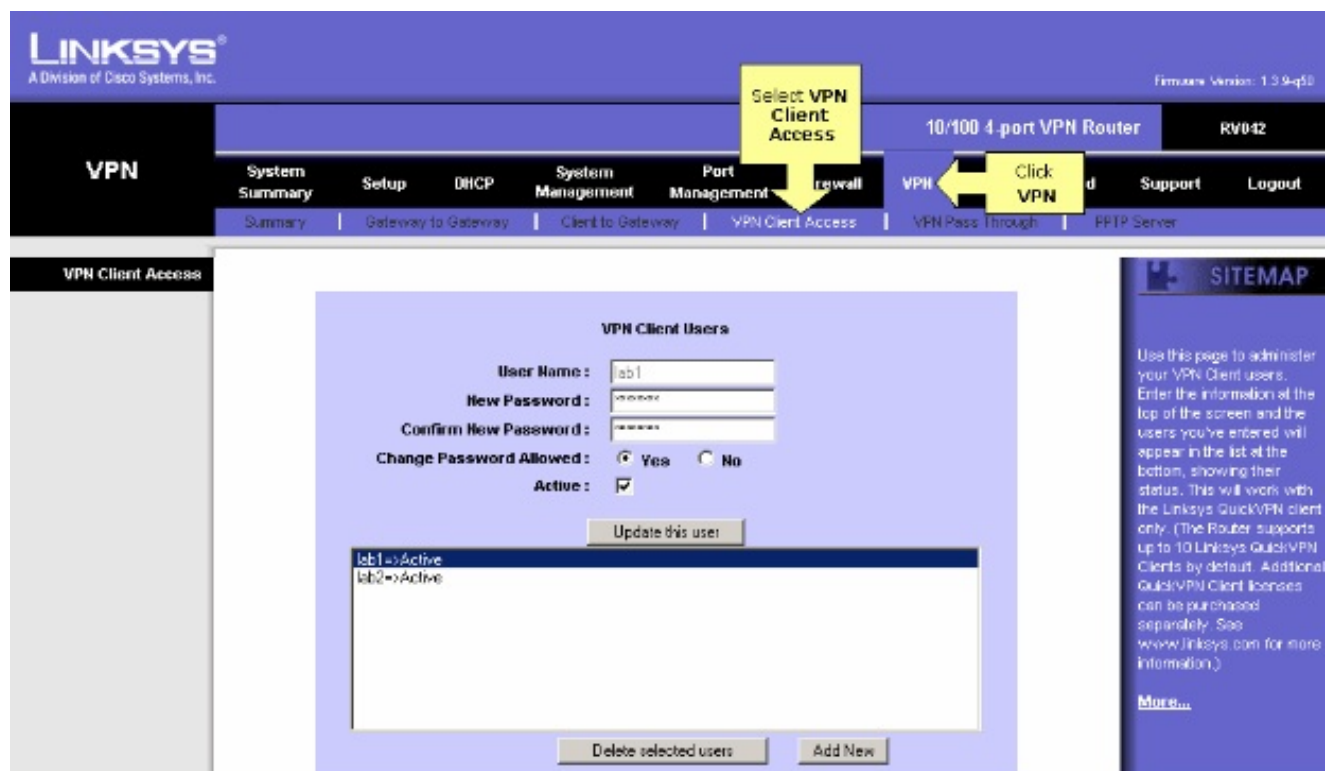 LINKSYS®
A Division of Cisco Systems, Inc.
Firmware Version: 1.3.9-q50
Select VPN
Client
Access
10/100 4-port VPN Router
RV042
VPN
System Summary
Setup
DHCP
System Management
Port Management
rewall
VPN
Click
VPN
d
Support
Logout
Summary | Gateway to Gateway | Client to Gateway | VPN Client Access | VPN Pass Through | PPTP Server
VPN Client Access
SITEMAP
VPN Client Users
User Name : lab1
New Password :
Confirm New Password :
Change Password Allowed : Yes No
Active :
Update this user
lab1=>Active
lab2=>Active
Delete selected users
Add New
Use this page to administer
your VPN Client users.
Enter the information at the
top of the screen and the
users you've entered will
appear in the list at the
bottom, showing their
status. This will work with
the Linksys QuickVPN client
only. (The Router supports
up to 10 Linksys QuickVPN
Clients by default. Additional
QuickVPN Client licenses
can be purchased
separately. See
www.linksys.com for more
information.)
More...